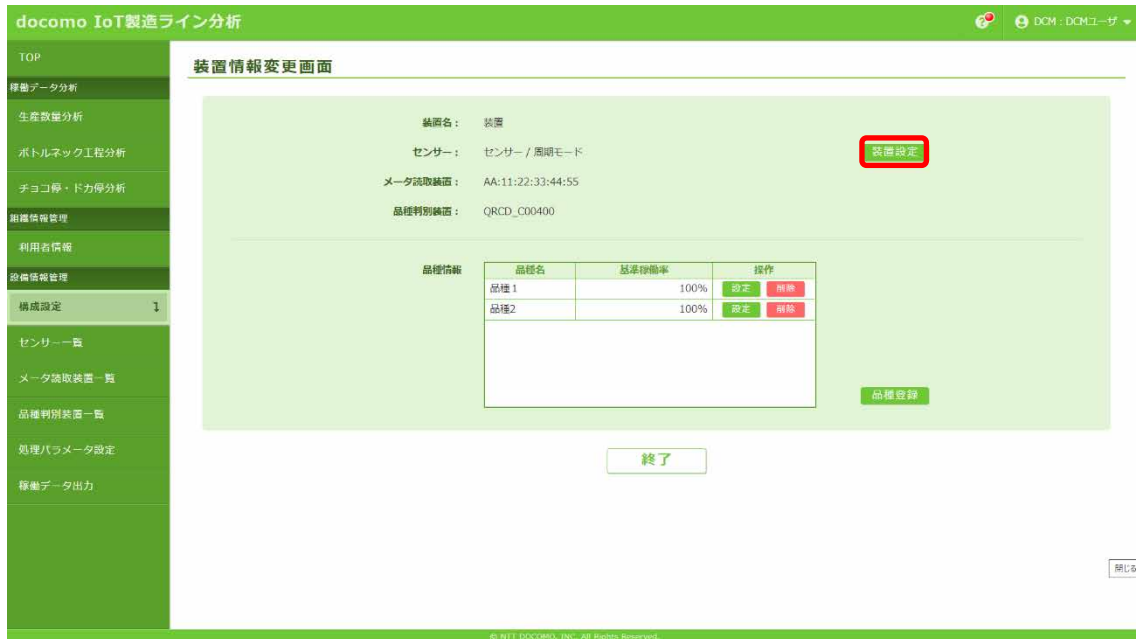 docomo IoT製造ライン分析
DCM : DCMユーザ
TOP
稼働データ分析
生産数量分析
ボトルネック工程分析
チョコ停・ドカ停分析
組織情報管理
利用者情報
設備情報管理
構成設定
センサー一覧
メータ読取装置一覧
品種判別装置一覧
処理パラメータ設定
稼働データ出力
装置情報変更画面
装置名： 装置
センサー： センサー / 周期モード
装置設定
メータ読取装置： AA:11:22:33:44:55
品種判別装置： QRCD_C00400
品種情報
品種名 基準稼働率 操作
品種1 100% 設定 削除
品種2 100% 設定 削除
品種登録
終了
閉じる
© NTT DOCOMO, INC. All Rights Reserved.